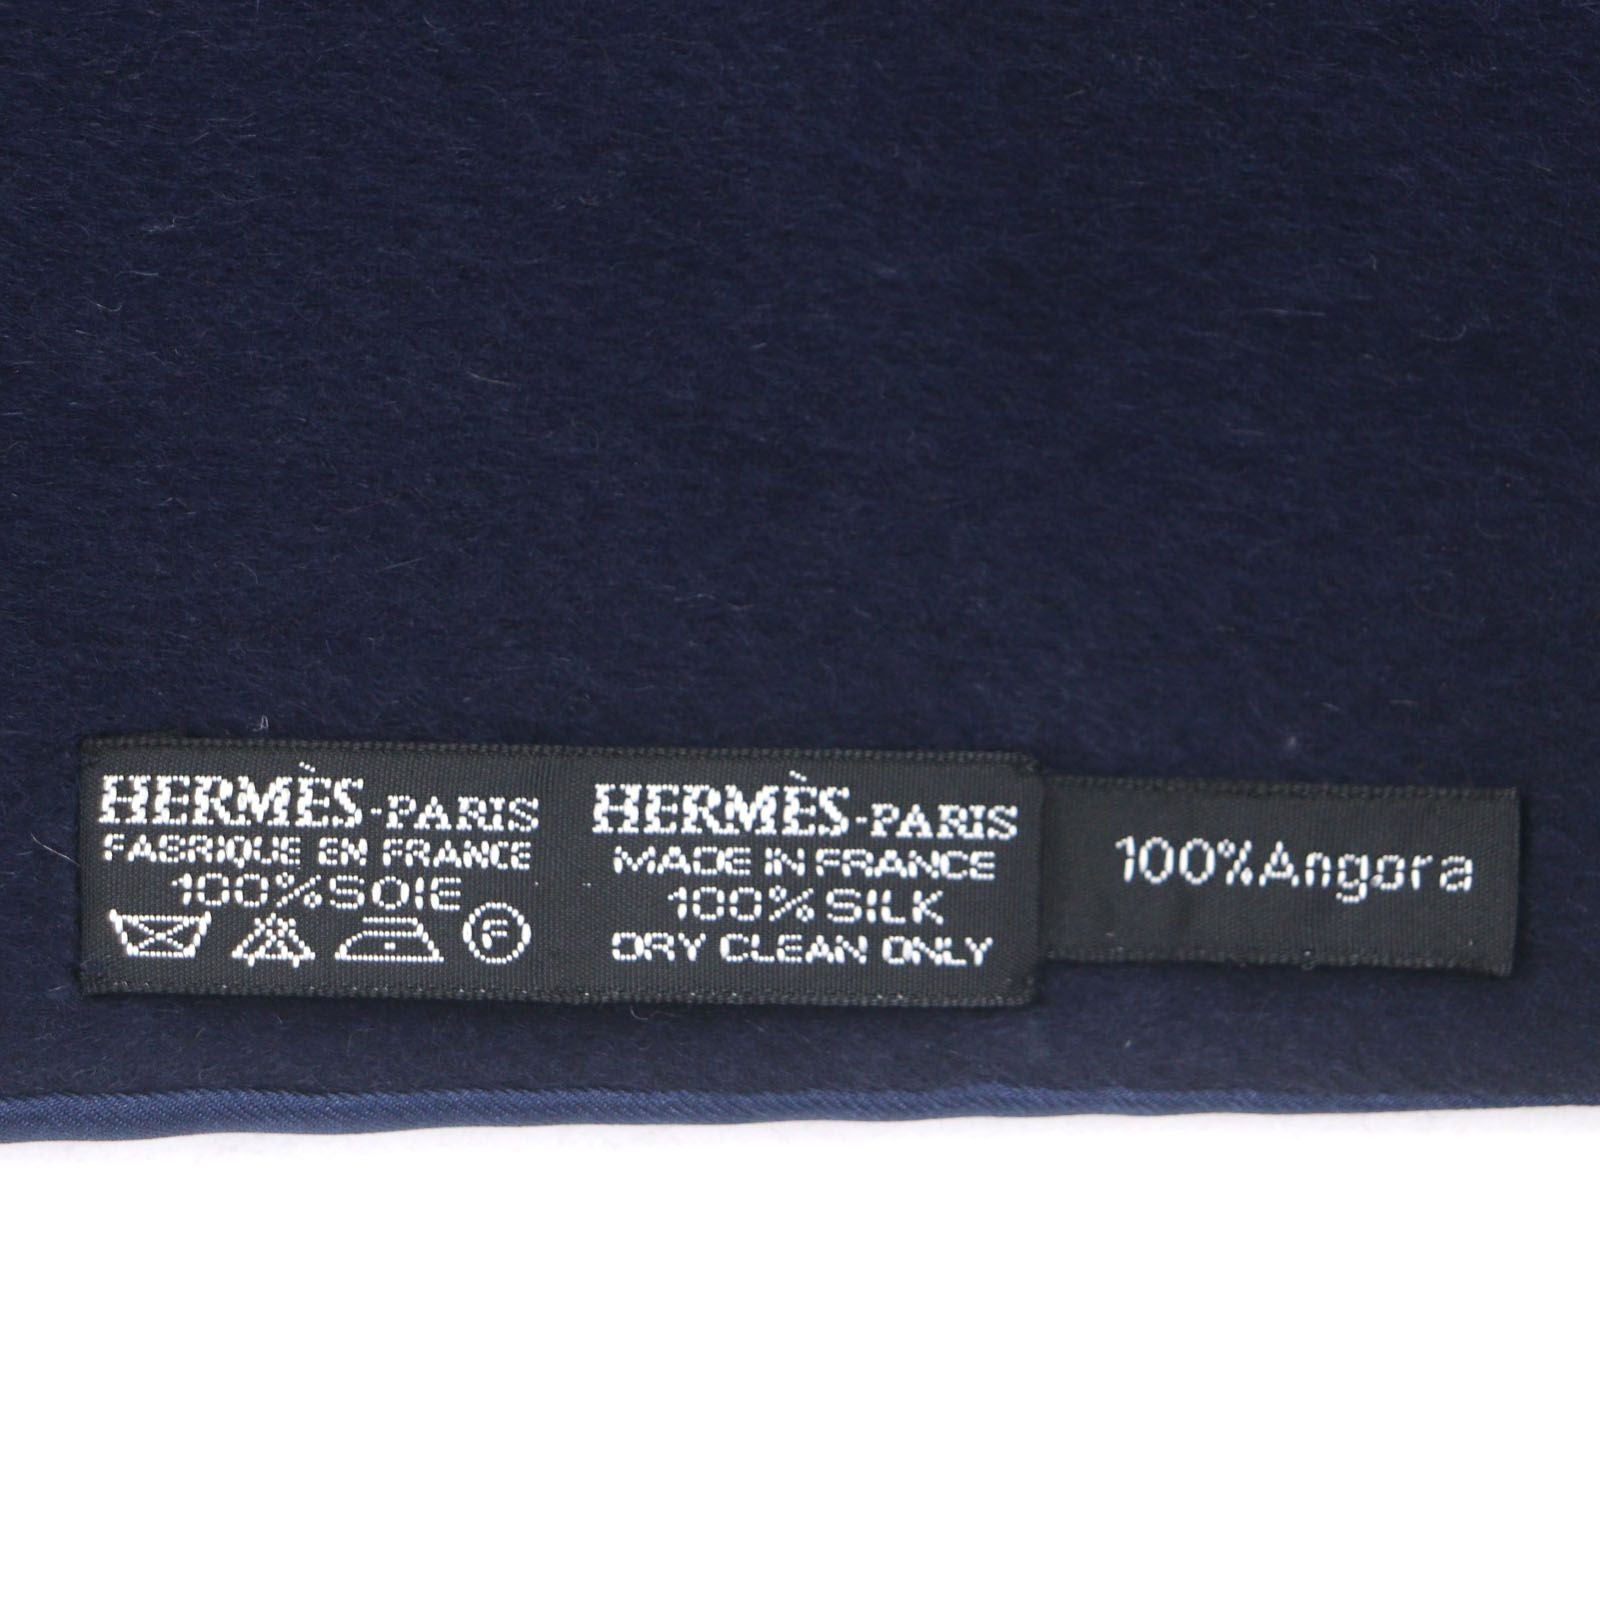 HERMÈS-PARIS
FABRIQUE EN FRANCE
100%SOIE
F
HERMÈS-PARIS
MADE IN FRANCE
100% SILK
DRY CLEAN ONLY
100%Angora